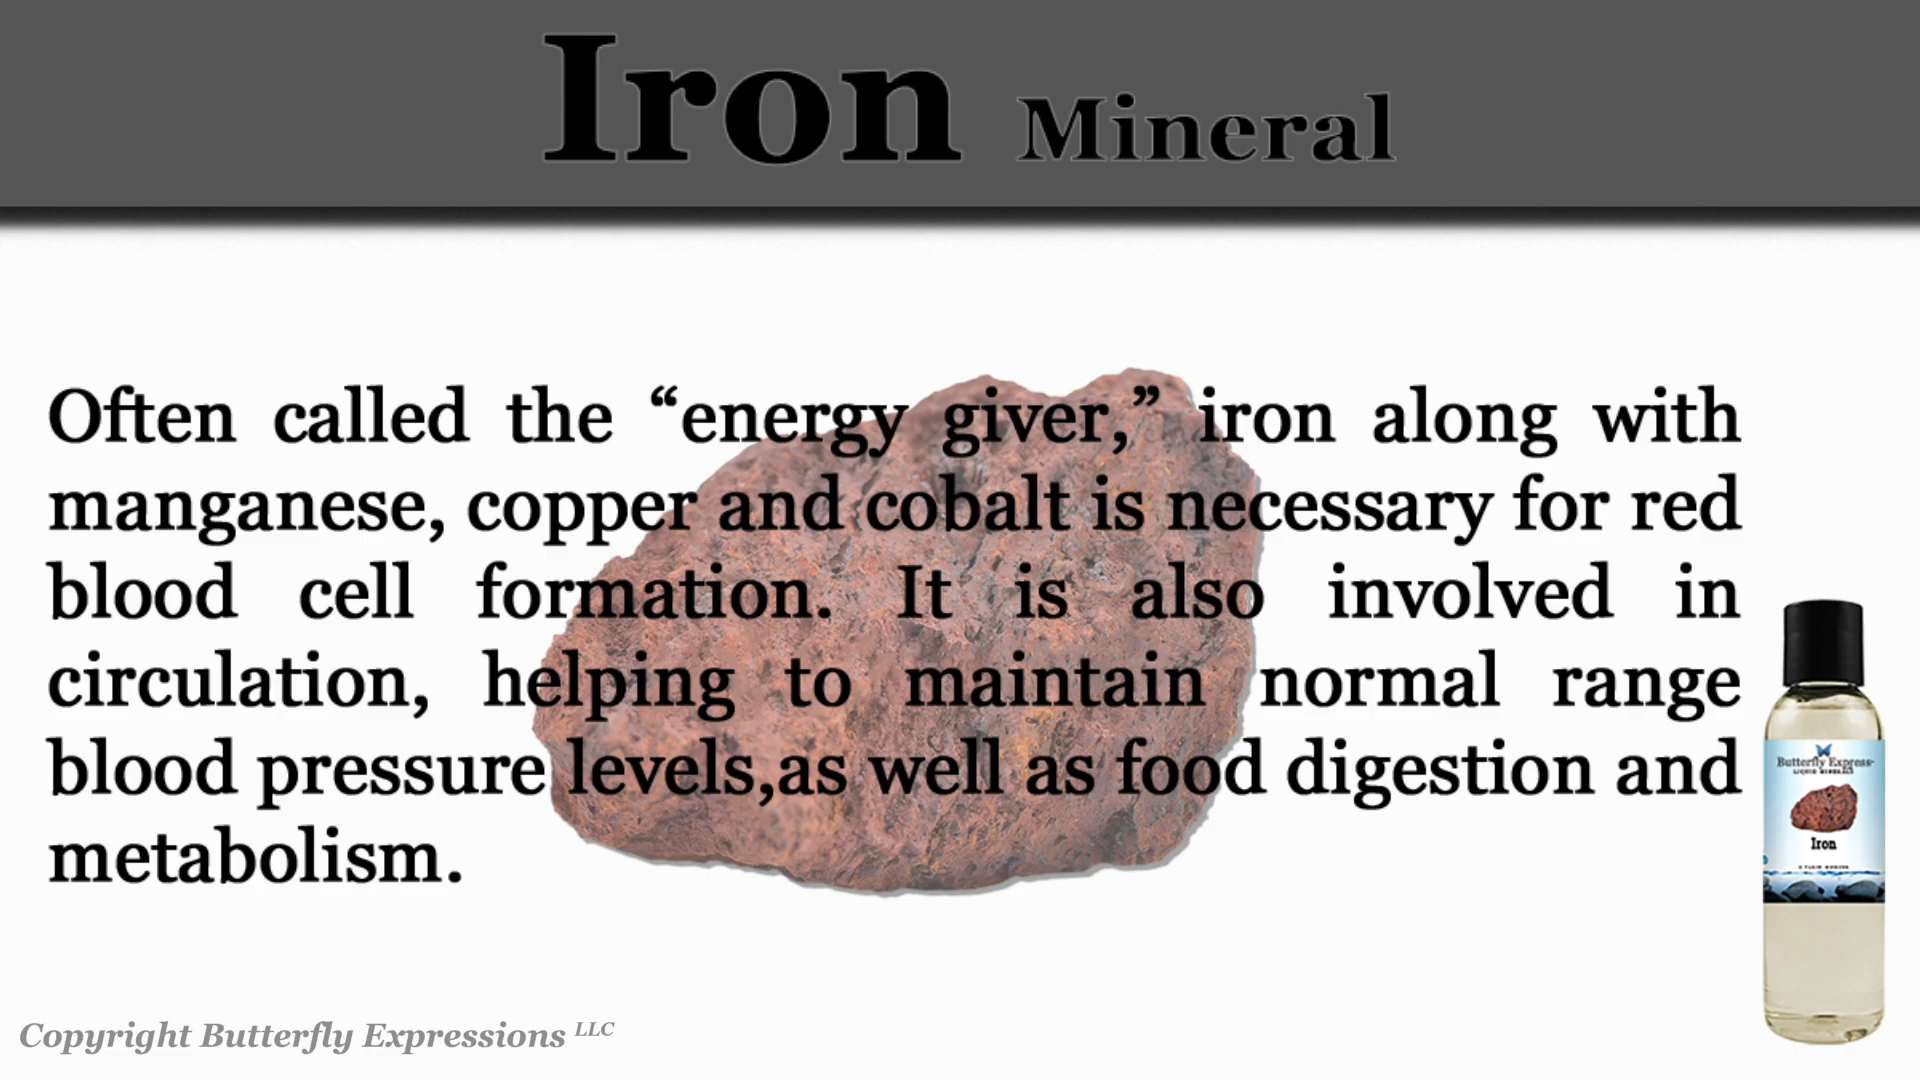 Iron Mineral
Often called the “energy giver,” iron along with
manganese, copper and cobalt is necessary for red
blood cell formation. It is also involved in
circulation, helping to maintain normal range
blood pressure levels,as well as food digestion and
metabolism.
Butterfly Express
LIQUID MINERALS
Iron
Copyright Butterfly Expressions LLC